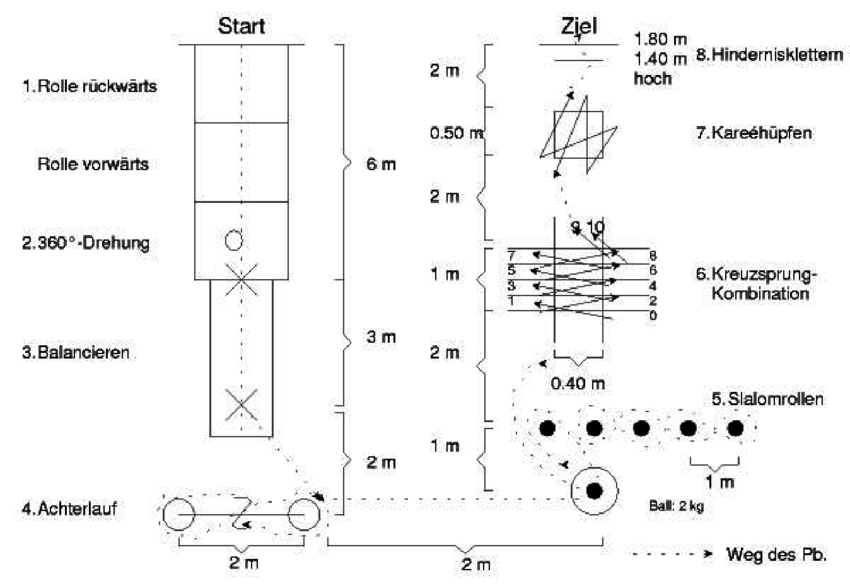 Start
Ziel
1.80 m
1.40 m
hoch
8.Hindernisklettern
2 m
1.Rolle rückwärts
0.50 m
7.Kareéhüpfen
Rolle vorwärts
6 m
2 m
9 10
2.360°-Drehung
7
8
5
6
3
4
1
2
0
1 m
6.Kreuzsprung-
Kombination
3.Balancieren
3 m
2 m
0.40 m
5.Slalomrollen
1 m
2 m
1 m
4.Achterlauf
Ball: 2 kg
2 m
2 m
Weg des Pb.